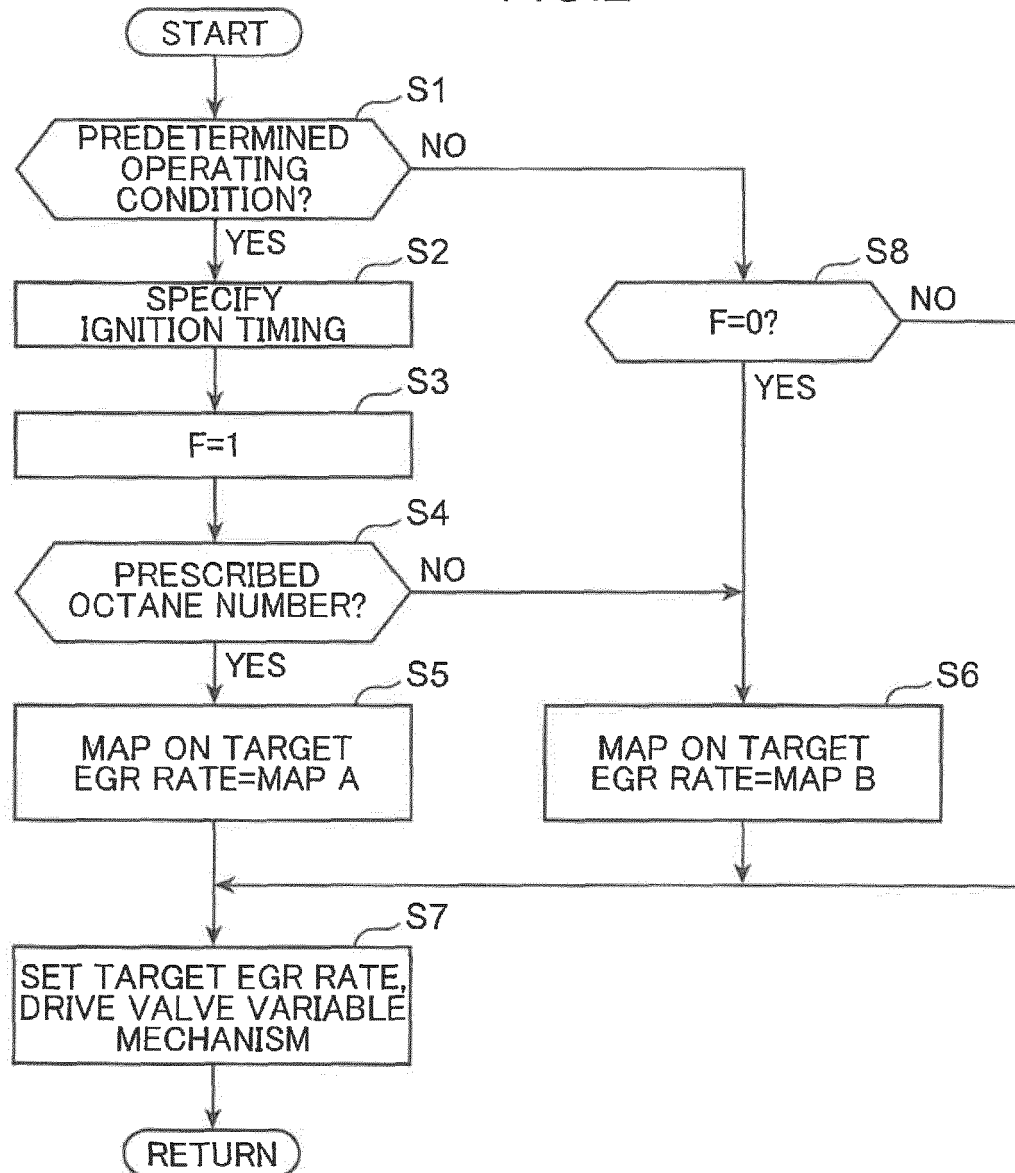 START
S1
PREDETERMINED
OPERATING
CONDITION?
NO
YES
S2
SPECIFY
IGNITION TIMING
S8
F=0?
NO
YES
S3
F=1
S4
PRESCRIBED
OCTANE NUMBER?
NO
YES
S5
MAP ON TARGET
EGR RATE=MAP A
S6
MAP ON TARGET
EGR RATE=MAP B
S7
SET TARGET EGR RATE,
DRIVE VALVE VARIABLE
MECHANISM
RETURN